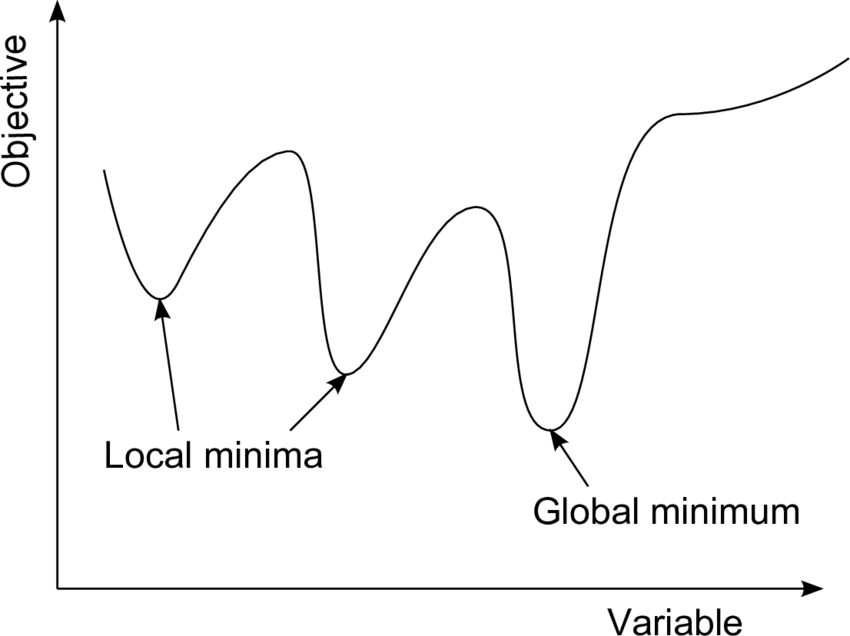 Objective
Local minima
Global minimum
Variable